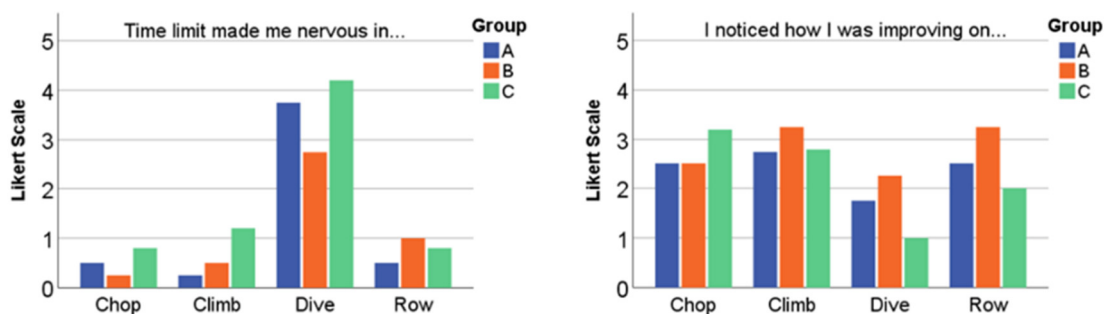 Time limit made me nervous in...
Group
A
B
C
Likert Scale
5
4
3
2
1
0
Chop Climb Dive Row
I noticed how I was improving on...
Group
A
B
C
Likert Scale
5
4
3
2
1
0
Chop Climb Dive Row